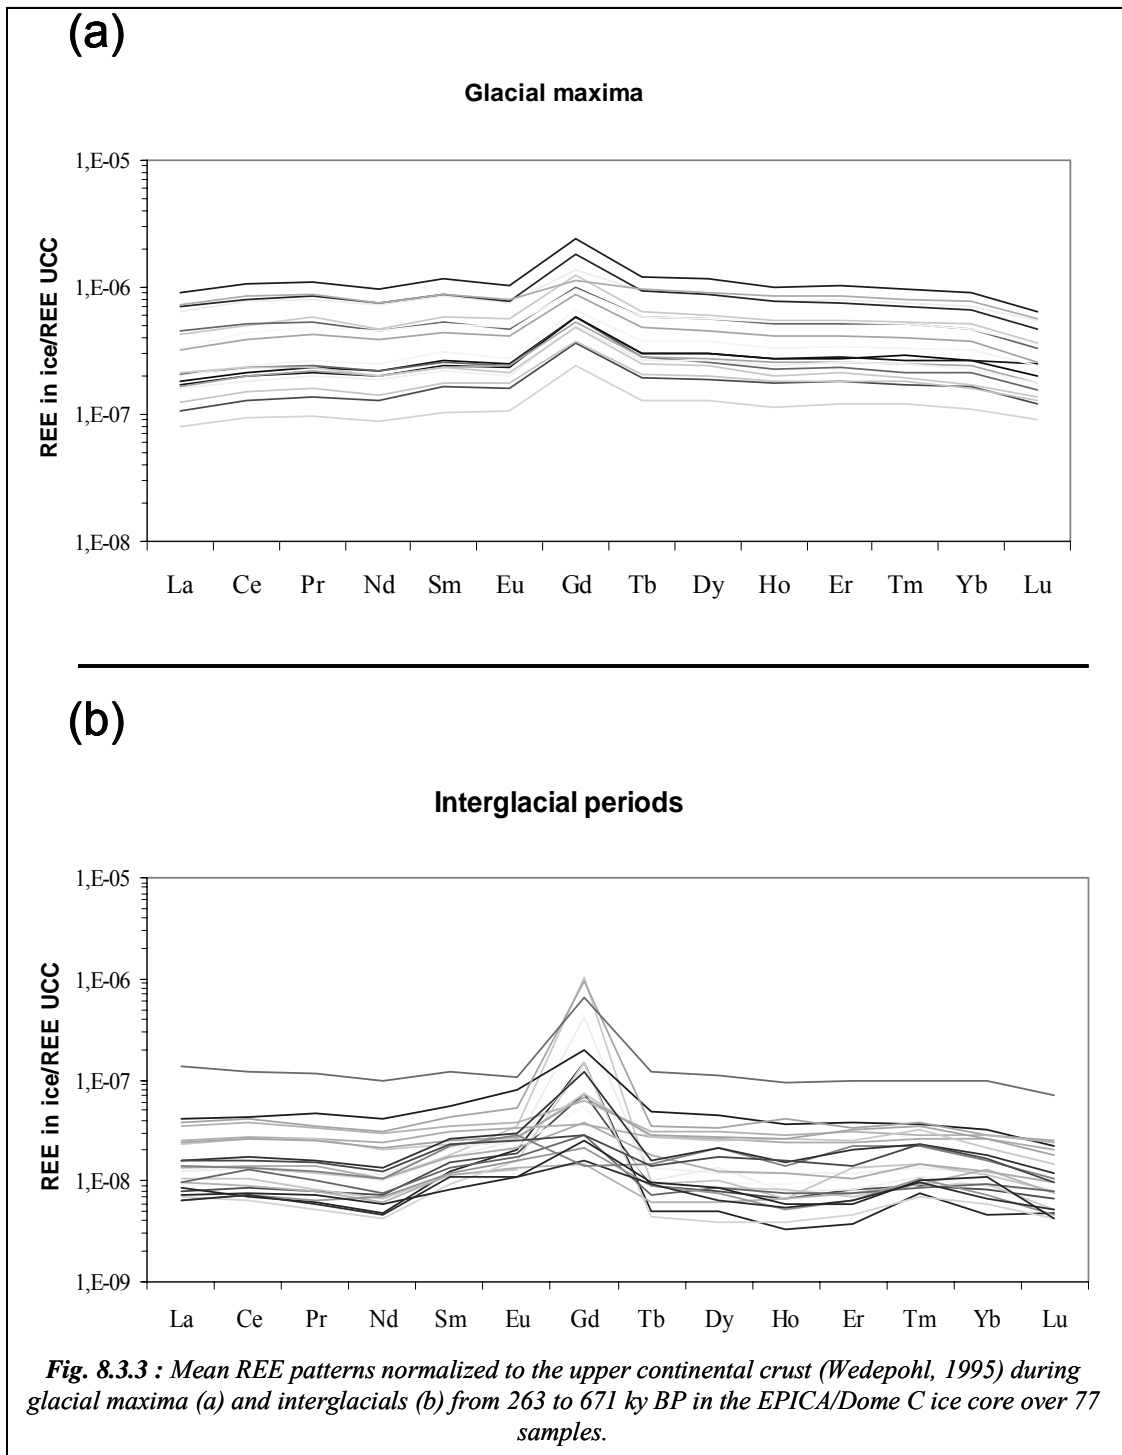 (a)
Glacial maxima
REE in ice/REE UCC
1,E-05
1,E-06
1,E-07
1,E-08
La Ce Pr Nd Sm Eu Gd Tb Dy Ho Er Tm Yb Lu
(b)
Interglacial periods
REE in ice/REE UCC
1,E-05
1,E-06
1,E-07
1,E-08
1,E-09
La Ce Pr Nd Sm Eu Gd Tb Dy Ho Er Tm Yb Lu
Fig. 8.3.3 : Mean REE patterns normalized to the upper continental crust (Wedepohl, 1995) during
glacial maxima (a) and interglacials (b) from 263 to 671 ky BP in the EPICA/Dome C ice core over 77
samples.